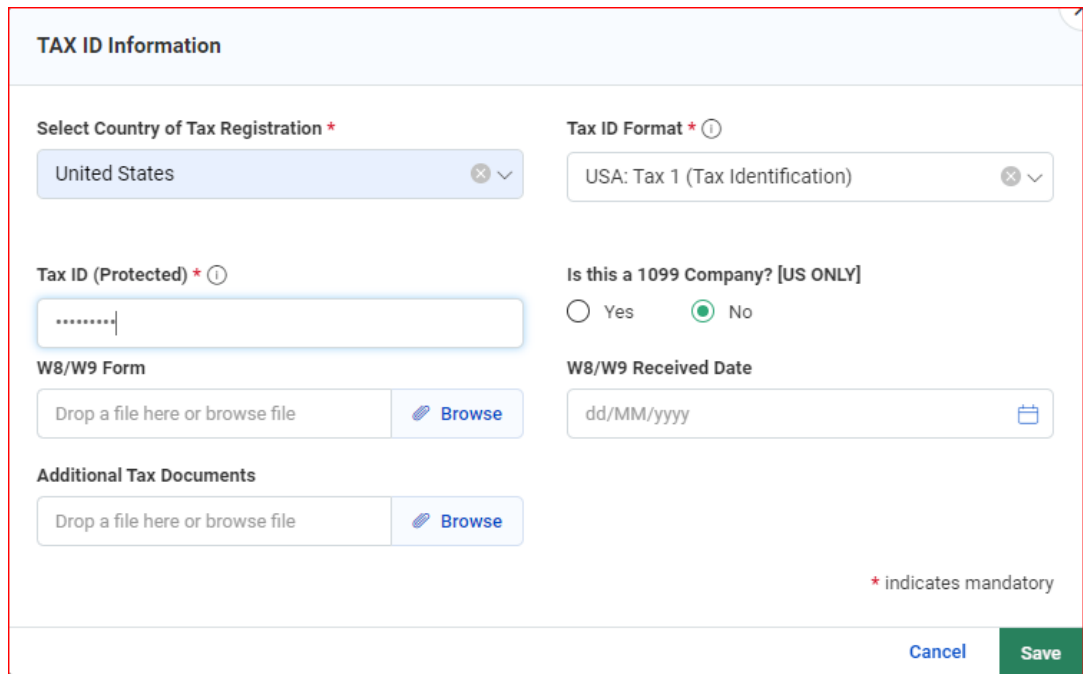 TAX ID Information
Select Country of Tax Registration *
United States
Tax ID Format *
USA: Tax 1 (Tax Identification)
Tax ID (Protected) *
•••••••••
Is this a 1099 Company? [US ONLY]
Yes
No
W8/W9 Form
Drop a file here or browse file
Browse
W8/W9 Received Date
dd/MM/yyyy
Additional Tax Documents
Drop a file here or browse file
Browse
* indicates mandatory
Cancel
Save